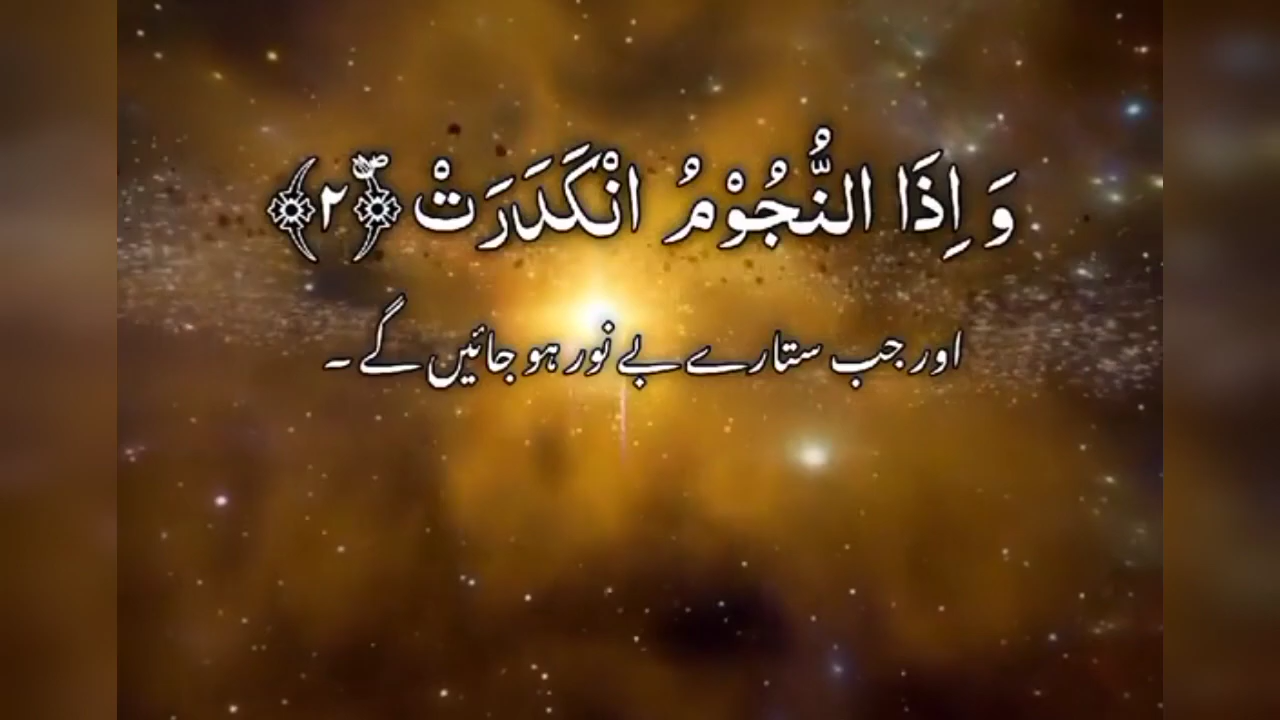 وَ اِذَا النُّجُوْمُ انْكَدَرَتْ ﴿۲﴾ۙ
اور جب ستارے بے نور ہو جائیں گے ۔